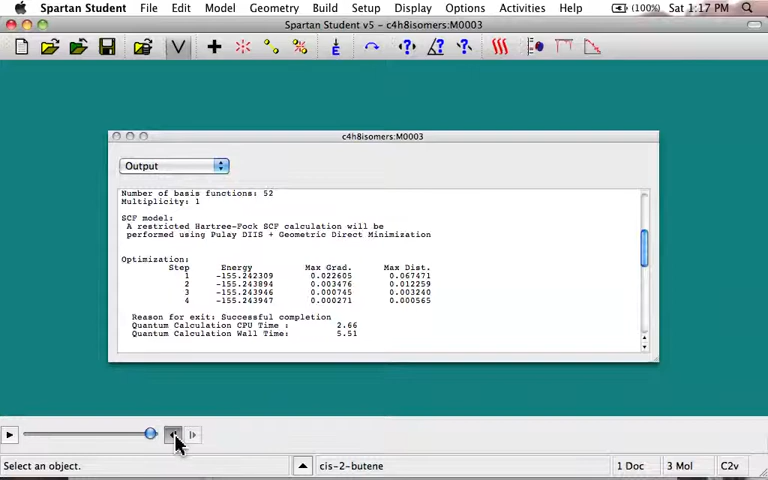 Spartan Student File Edit Model Geometry Build Setup Display Options Activities Help (100%) Sat 1:17 PM
Spartan Student v5 - c4h8isomers:M0003
c4h8isomers:M0003
Output
Number of basis functions: 52
Multiplicity: 1
SCF model:
A restricted Hartree-Fock SCF calculation will be
performed using Pulay DIIS + Geometric Direct Minimization
Optimization:
Step Energy Max Grad. Max Dist.
1 -155.242309 0.022605 0.067471
2 -155.243894 0.003476 0.012259
3 -155.243946 0.000745 0.003240
4 -155.243947 0.000271 0.000565
Reason for exit: Successful completion
Quantum Calculation CPU Time : 2.66
Quantum Calculation Wall Time: 5.51
Select an object. cis-2-butene 1 Doc 3 Mol C2v